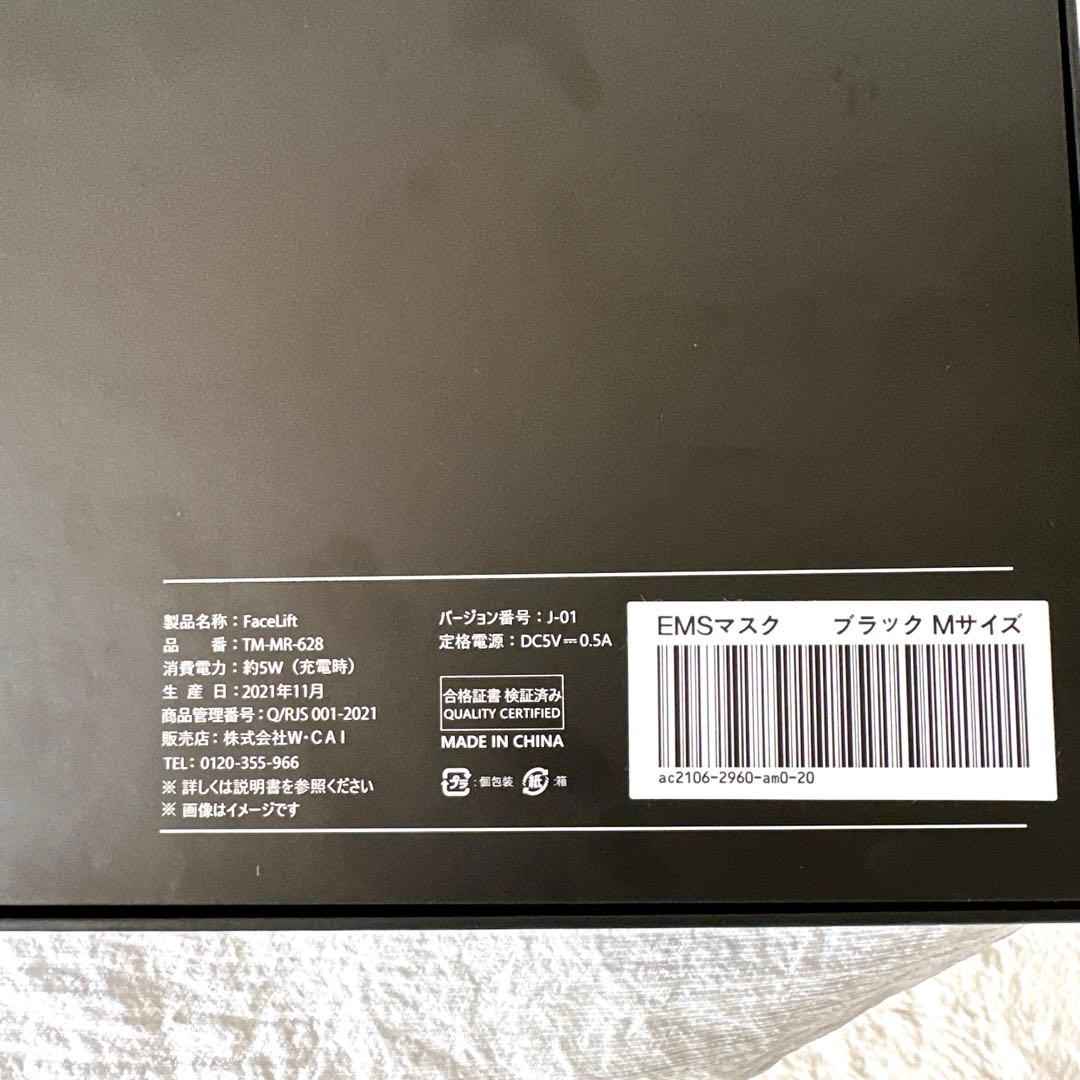 製品名称：FaceLift
品　　番：TM-MR-628
消費電力：約5W（充電時）
生 産 日：2021年11月
商品管理番号：Q/RJS 001-2021
販売店：株式会社W・CAI
TEL：0120-355-966
※ 詳しくは説明書を参照ください
※ 画像はイメージです
バージョン番号：J-01
定格電源：DC5V⎓0.5A
合格証書 検証済み
QUALITY CERTIFIED
MADE IN CHINA
プラ：個包装 紙：箱
EMSマスク　　ブラック Mサイズ
ac2106-2960-am0-20